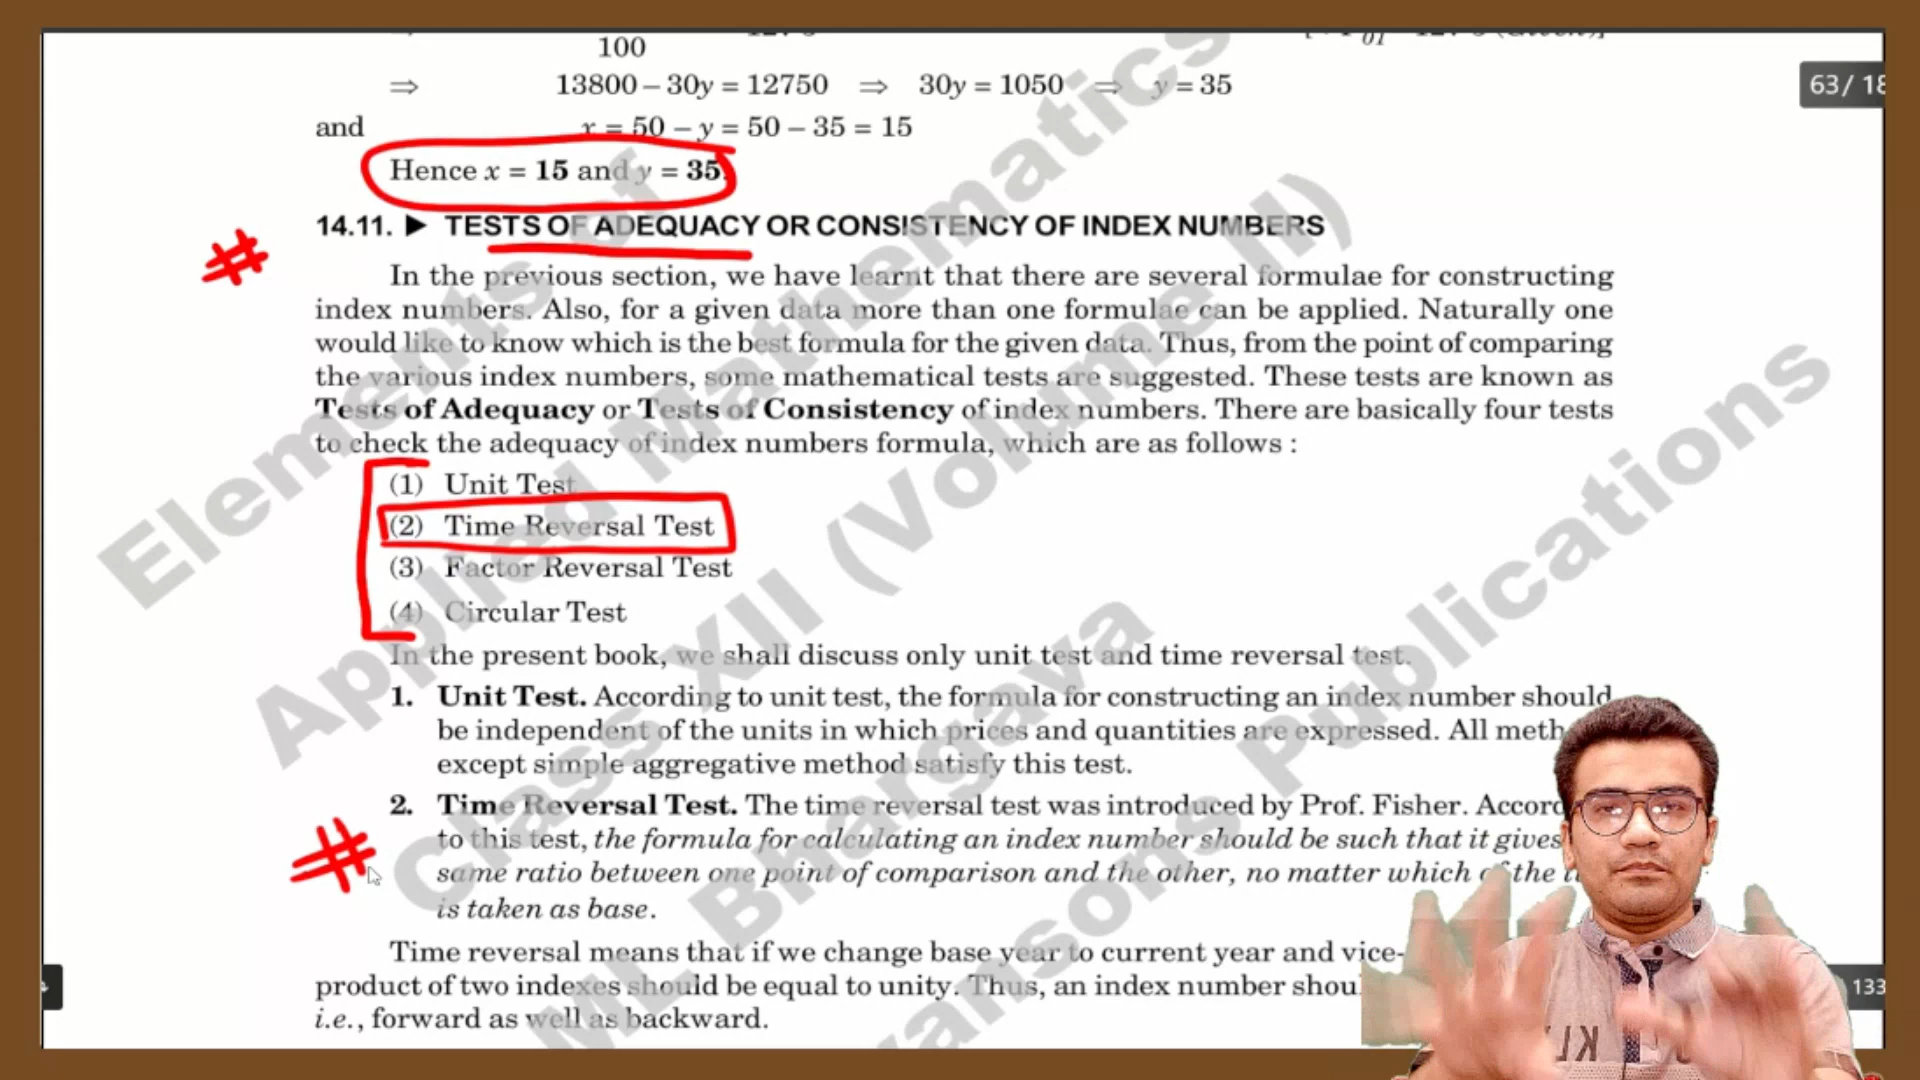 100
⇒ 13800 – 30y = 12750 ⇒ 30y = 1050 ⇒ y = 35
63/ 18
and x = 50 – y = 50 – 35 = 15
Hence x = 15 and y = 35.
14.11. ▶ TESTS OF ADEQUACY OR CONSISTENCY OF INDEX NUMBERS
In the previous section, we have learnt that there are several formulae for constructing
index numbers. Also, for a given data more than one formulae can be applied. Naturally one
would like to know which is the best formula for the given data. Thus, from the point of comparing
the various index numbers, some mathematical tests are suggested. These tests are known as
Tests of Adequacy or Tests of Consistency of index numbers. There are basically four tests
to check the adequacy of index numbers formula, which are as follows :
(1) Unit Test
(2) Time Reversal Test
(3) Factor Reversal Test
(4) Circular Test
In the present book, we shall discuss only unit test and time reversal test.
1. Unit Test. According to unit test, the formula for constructing an index number should
be independent of the units in which prices and quantities are expressed. All meth
except simple aggregative method satisfy this test.
2. Time Reversal Test. The time reversal test was introduced by Prof. Fisher. Accor
to this test, the formula for calculating an index number should be such that it gives
same ratio between one point of comparison and the other, no matter which of the
is taken as base.
Time reversal means that if we change base year to current year and vice-
product of two indexes should be equal to unity. Thus, an index number shou
i.e., forward as well as backward.
133
Elements of
Applied Mathematics
Class XII (Volume II)
ML Bhargava
Publications